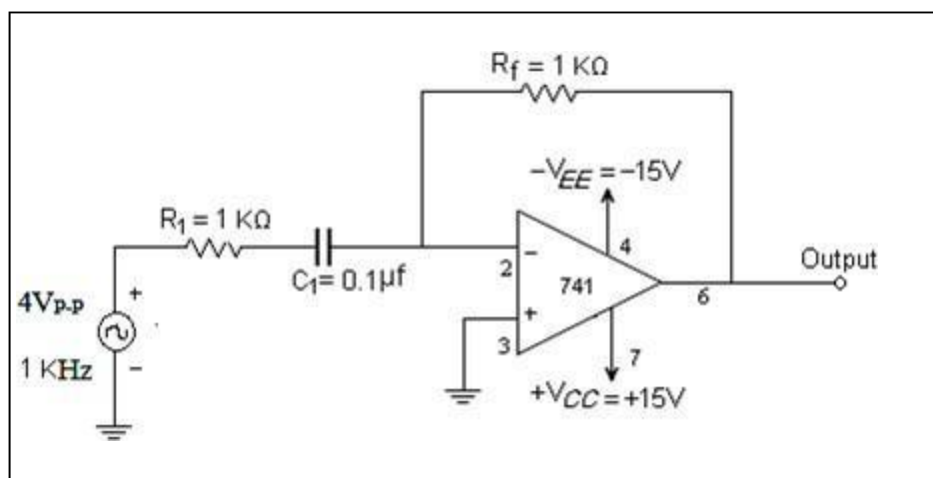 Rf = 1 KΩ
−VEE = −15V
R1 = 1 KΩ
4
Output
C1= 0.1µf
2
−
741
6
4Vp-p
+
+
3
1 KHz
−
7
+VCC=+15V